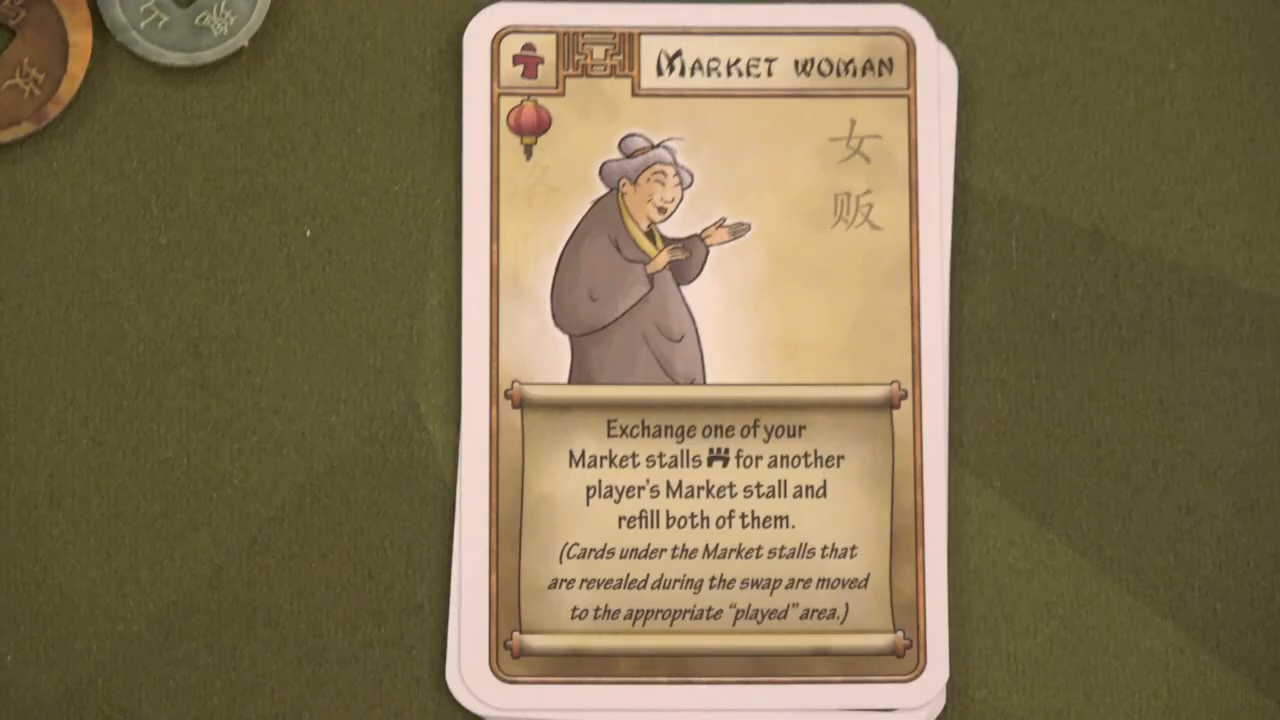 MARKET WOMAN
女
贩
Exchange one of your
Market stalls for another
player's Market stall and
refill both of them.
(Cards under the Market stalls that
are revealed during the swap are moved
to the appropriate “played” area.)